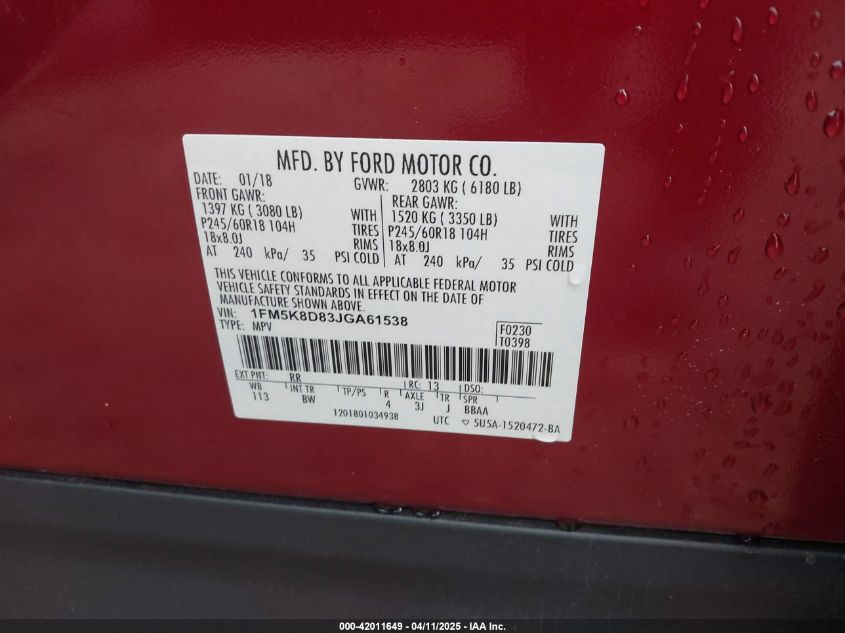 MFD. BY FORD MOTOR CO.
DATE: 01/18 GVWR: 2803 KG ( 6180 LB)
FRONT GAWR: REAR GAWR:
1397 KG ( 3080 LB) WITH 1520 KG ( 3350 LB) WITH
P245/60R18 104H TIRES P245/60R18 104H TIRES
18x8.0J RIMS 18x8.0J RIMS
AT 240 kPa/ 35 PSI COLD AT 240 kPa/ 35 PSI COLD
THIS VEHICLE CONFORMS TO ALL APPLICABLE FEDERAL MOTOR
VEHICLE SAFETY STANDARDS IN EFFECT ON THE DATE OF
MANUFACTURE SHOWN ABOVE.
VIN: 1FM5K8D83JGA61538 F0230
TYPE: MPV T0398
EXT PNT: RR RC: 13 DSO:
WB INT TR TP/PS R AXLE TR SPR
113 BW 4 3J J BBAA
1201801034938 UTC ▽ 5U5A-1520472-BA
000-42011649 - 04/11/2025 - IAA Inc.